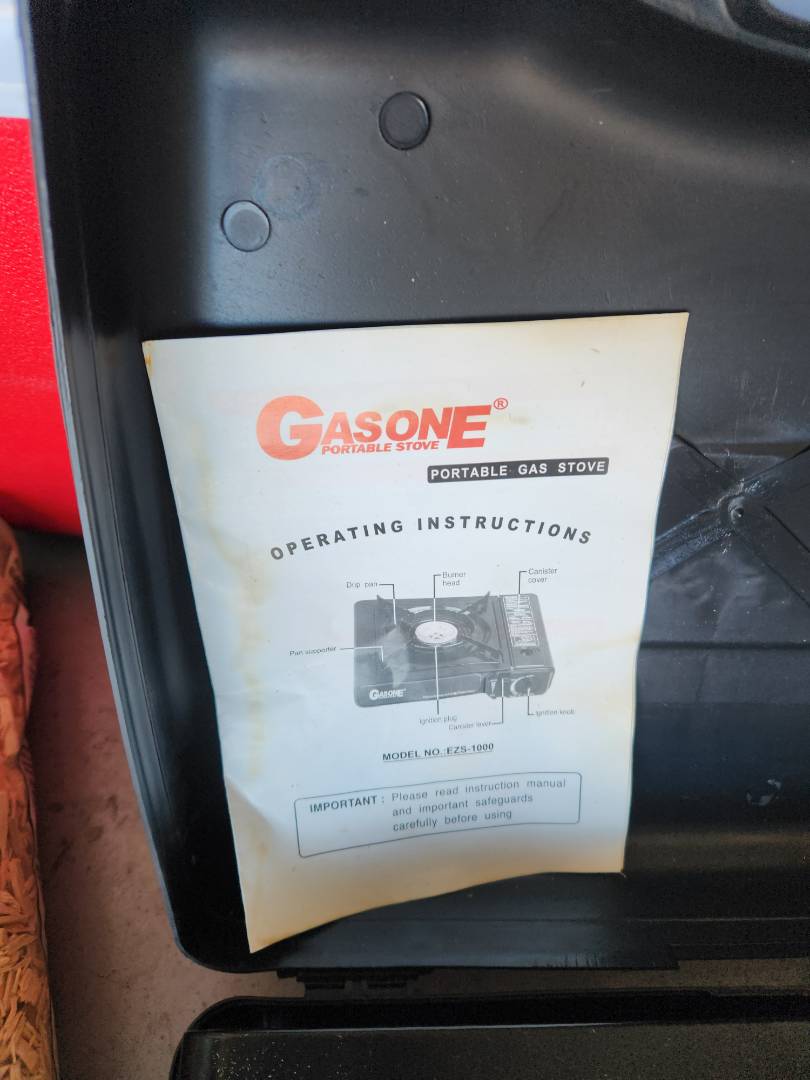 GASONE®
PORTABLE STOVE
PORTABLE GAS STOVE
OPERATING INSTRUCTIONS
Drip pan
Burner head
Canister cover
Pan supporter
GASONE
Ignition plug
Canister lever
Ignition knob
MODEL NO.:EZS-1000
IMPORTANT : Please read instruction manual
and important safeguards
carefully before using